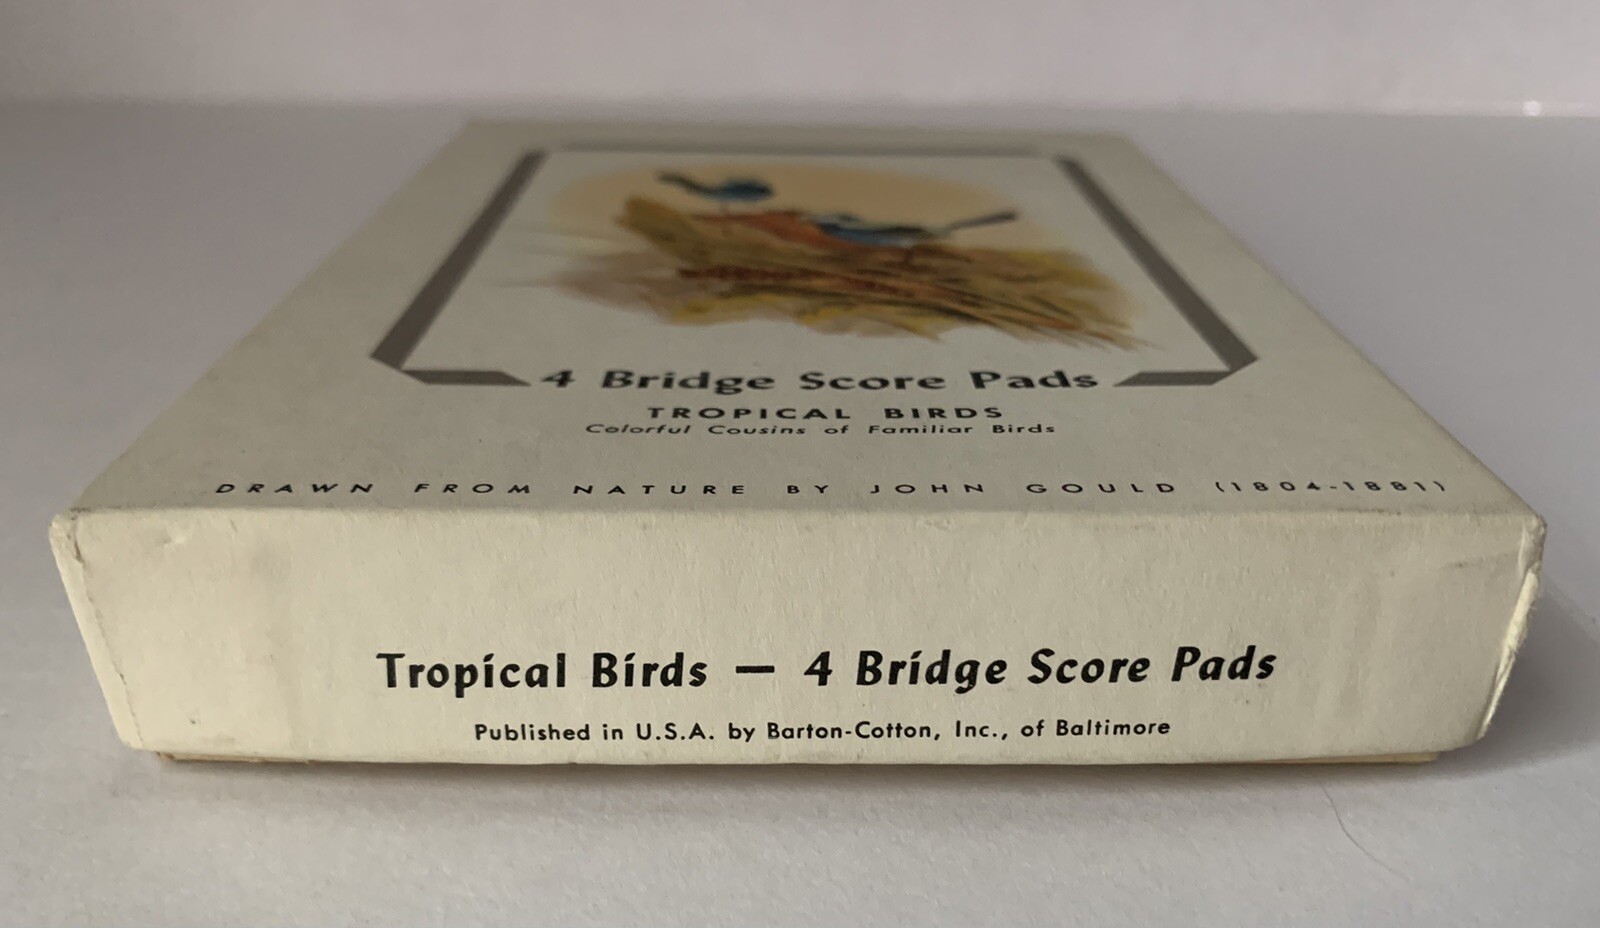 4 Bridge Score Pads
TROPICAL BIRDS
Colorful Cousins of Familiar Birds
DRAWN FROM NATURE BY JOHN GOULD (1804-1881)
Tropical Birds — 4 Bridge Score Pads
Published in U.S.A. by Barton-Cotton, Inc., of Baltimore